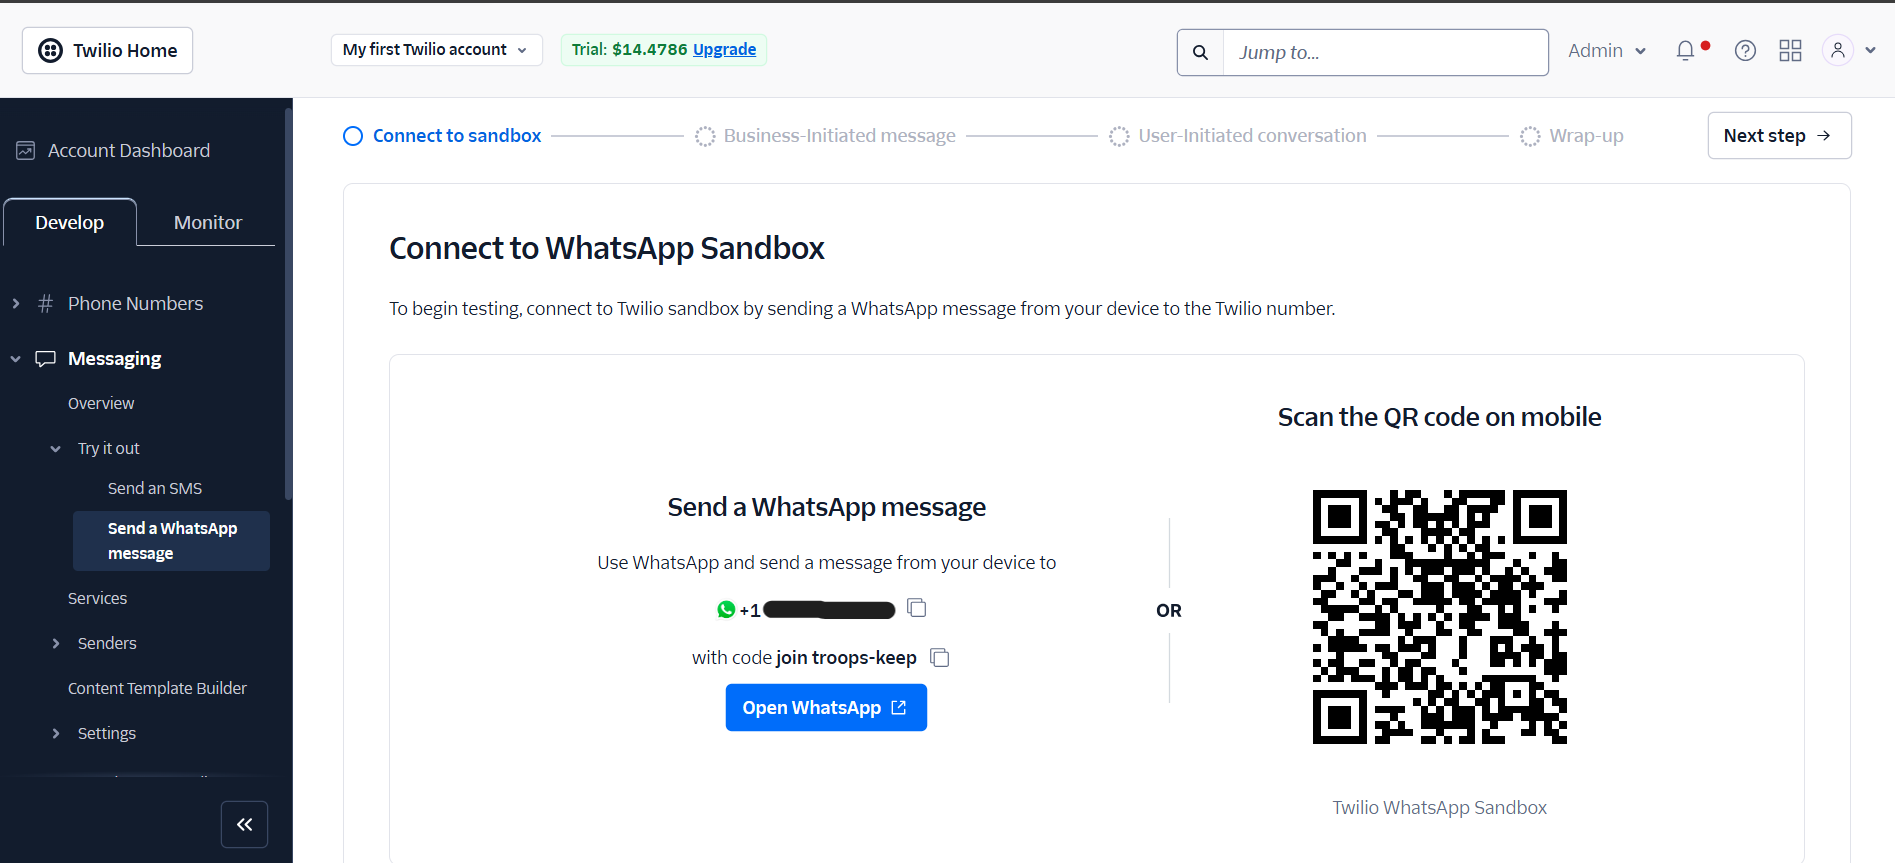 Twilio Home
My first Twilio account
Trial: $14.4786 Upgrade
Jump to...
Admin
Account Dashboard
Develop
Monitor
Phone Numbers
Messaging
Overview
Try it out
Send an SMS
Send a WhatsApp
message
Services
Senders
Content Template Builder
Settings
Connect to sandbox
Business-Initiated message
User-Initiated conversation
Wrap-up
Next step
Connect to WhatsApp Sandbox
To begin testing, connect to Twilio sandbox by sending a WhatsApp message from your device to the Twilio number.
Send a WhatsApp message
Use WhatsApp and send a message from your device to
+1
with code join troops-keep
Open WhatsApp
OR
Scan the QR code on mobile
Twilio WhatsApp Sandbox